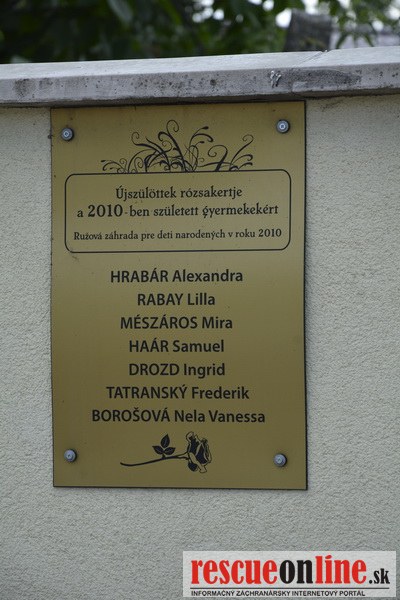 Újszülöttek rózsakertje
a 2010-ben született gyermekekért
Ružová záhrada pre deti narodených v roku 2010
HRABÁR Alexandra
RABAY Lilla
MÉSZÁROS Mira
HAÁR Samuel
DROZD Ingrid
TATRANSKÝ Frederik
BOROŠOVÁ Nela Vanessa
rescueonline.sk
INFORMAČNÝ ZÁCHRANÁRSKY INTERNETOVÝ PORTÁL